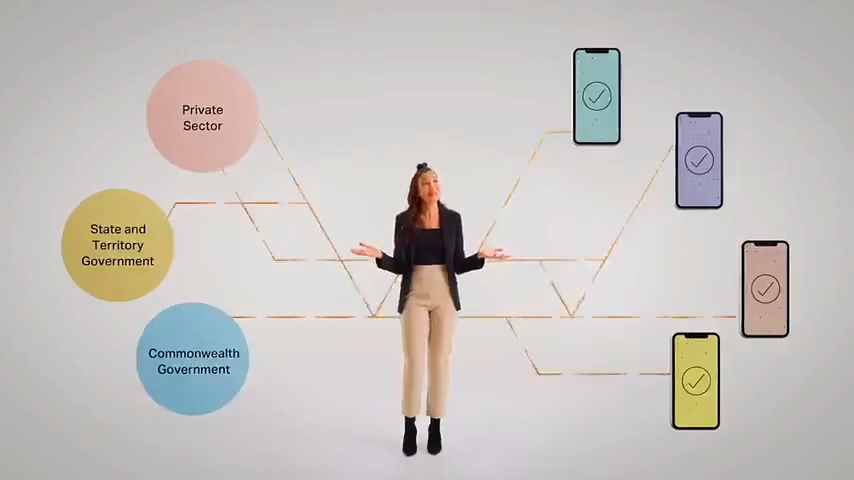 Private
Sector
State and
Territory
Government
Commonwealth
Government